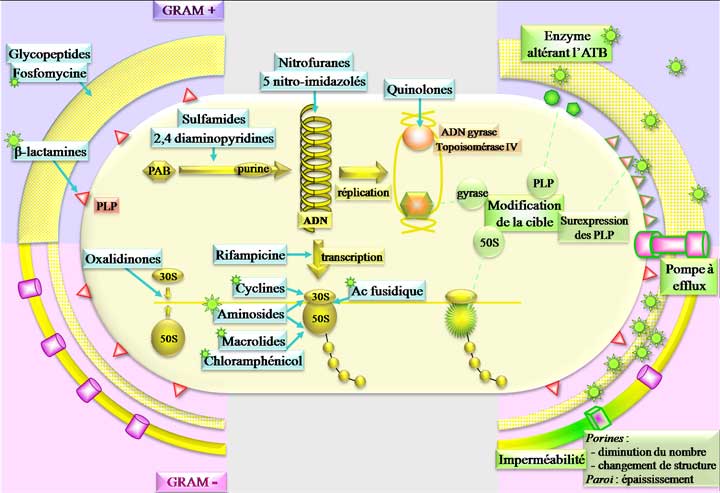 GRAM +
Glycopeptides
Fosfomycine
β-lactamines
PLP
Nitrofuranes
5 nitro-imidazolés
Sulfamides
2,4 diaminopyridines
PAB
purine
ADN
réplication
Quinolones
ADN gyrase
Topoisomérase IV
Enzyme
altérant l'ATB
gyrase
PLP
Modification
de la cible
50S
Surexpression
des PLP
Pompe à
efflux
Rifampicine
transcription
Oxalidinones
30S
50S
Cyclines
Aminosides
Macrolides
Chloramphénicol
30S
50S
Ac fusidique
GRAM -
Imperméabilité
Porines :
- diminution du nombre
- changement de structure
Paroi : épaississement